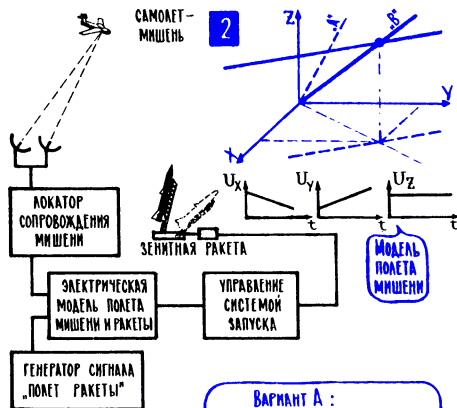 САМОЛЕТ-
МИШЕНЬ
2
Z
"А"
"В"
Y
X
ЛОКАТОР
СОПРОВОЖДЕНИЯ
МИШЕНИ
ЗЕНИТНАЯ РАКЕТА
UX
t
UY
t
UZ
t
МОДЕЛЬ
ПОЛЕТА
МИШЕНИ
ЭЛЕКТРИЧЕСКАЯ
МОДЕЛЬ ПОЛЕТА
МИШЕНИ И РАКЕТЫ
УПРАВЛЕНИЕ
СИСТЕМОЙ
ЗАПУСКА
ГЕНЕРАТОР СИГНАЛА
„ПОЛЕТ РАКЕТЫ"
ВАРИАНТ А :